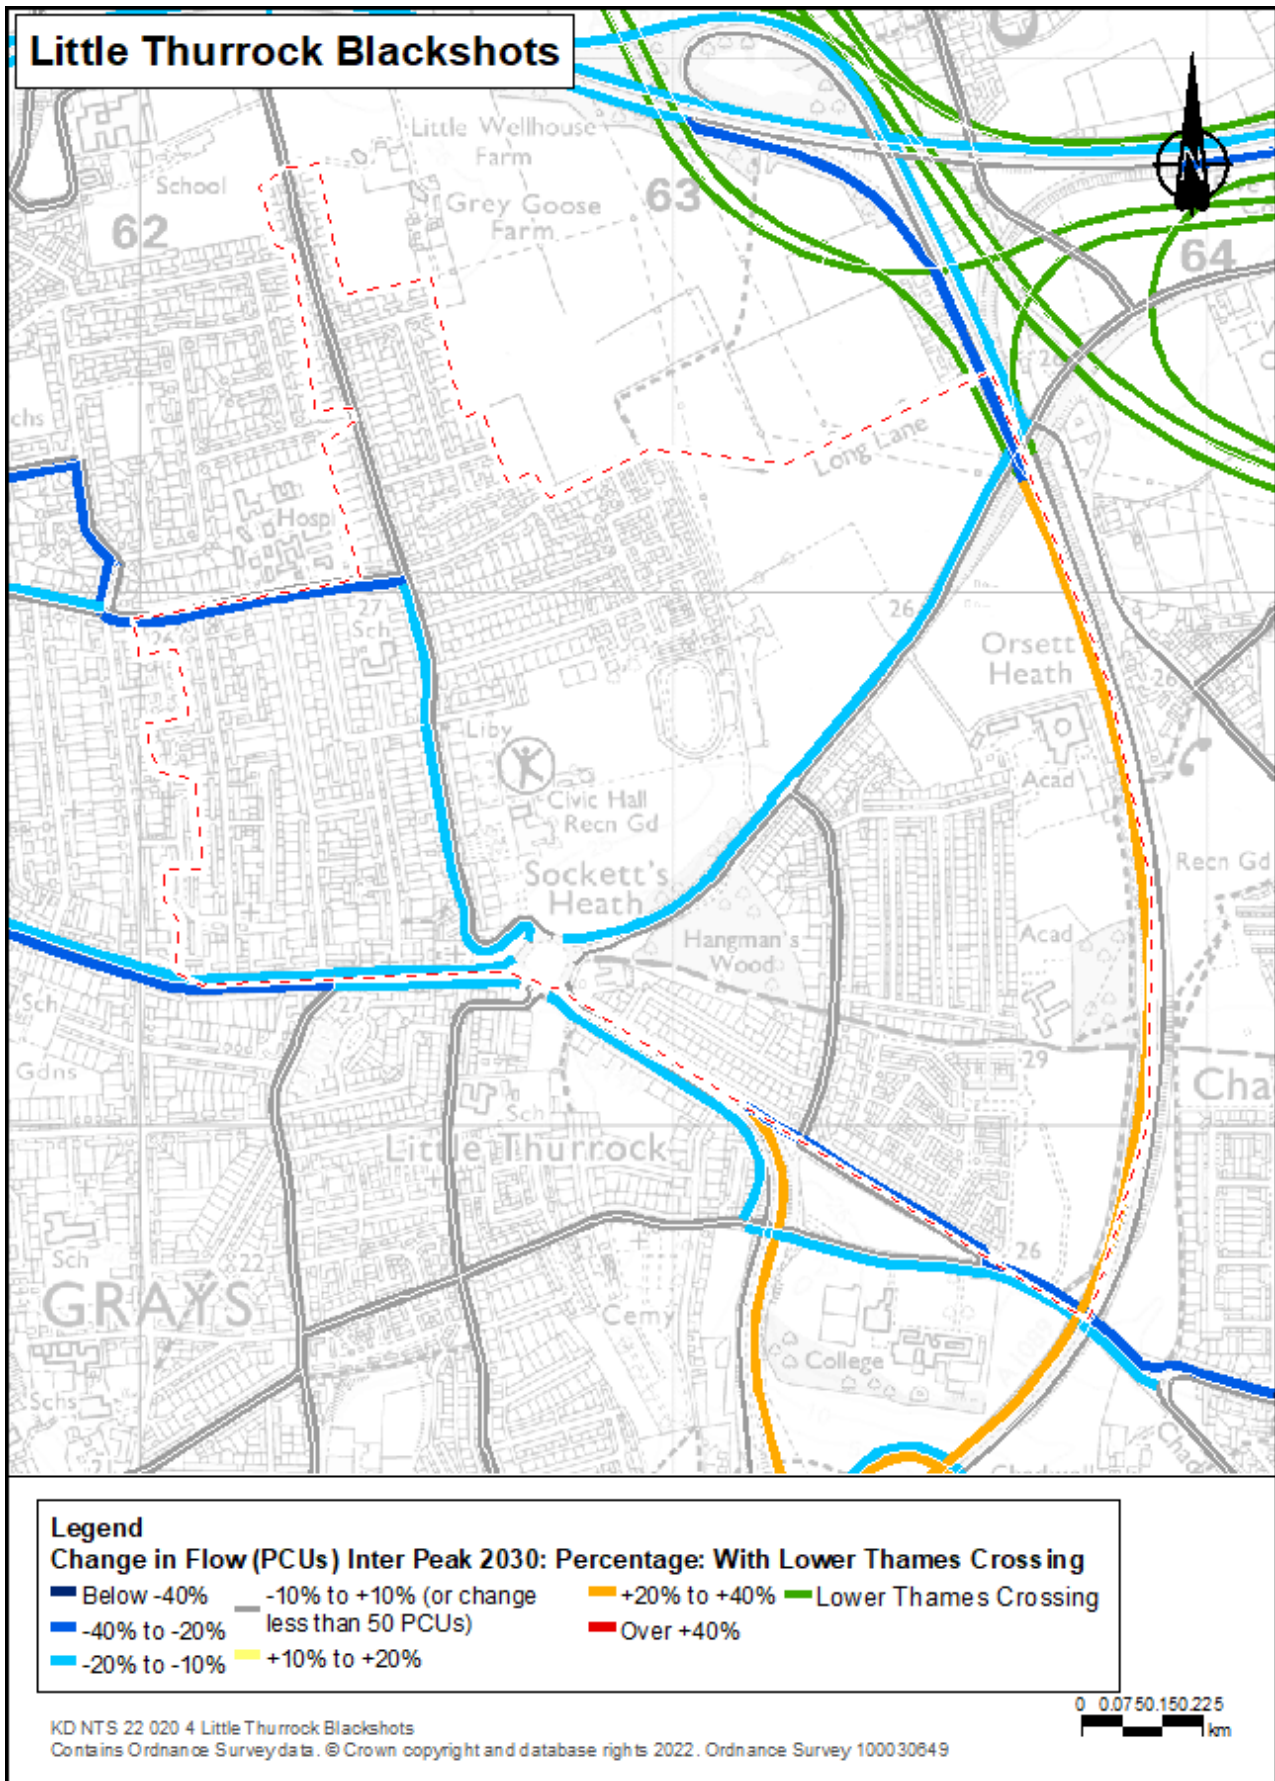 Little Thurrock Blackshots
Little Wellhouse
Farm
School
62
Grey Goose
Farm
63
64
26
chs
Long Lane
Hosp
27
Sch
26
26
Orsett
Heath
26
Liby
Civic Hall
Recn Gd
Acad
Sockett's
Heath
Recn Gd
Hangman's
Wood
Acad
Sch
27
Gdns
29
Sch
Cha
Little Thurrock
Sch
26
GRAYS
Cemy
College
Schs
Chad
Legend
Change in Flow (PCUs) Inter Peak 2030: Percentage: With Lower Thames Crossing
Below -40%
-40% to -20%
-20% to -10%
-10% to +10% (or change
less than 50 PCUs)
+10% to +20%
+20% to +40%
Over +40%
Lower Thames Crossing
0 0.0750.150.225
km
KD NTS 22 020 4 Little Thurrock Blackshots
Contains Ordnance Survey data. © Crown copyright and database rights 2022. Ordnance Survey 100030649